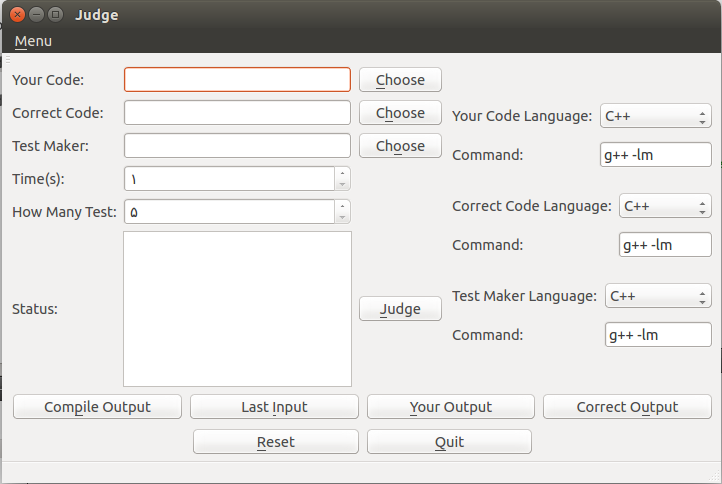 Judge
Menu
Your Code:
Choose
Correct Code:
Choose
Test Maker:
Choose
Time(s):
۱
How Many Test:
۵
Status:
Judge
Your Code Language:
C++
Command:
g++ -lm
Correct Code Language:
C++
Command:
g++ -lm
Test Maker Language:
C++
Command:
g++ -lm
Compile Output
Last Input
Your Output
Correct Output
Reset
Quit